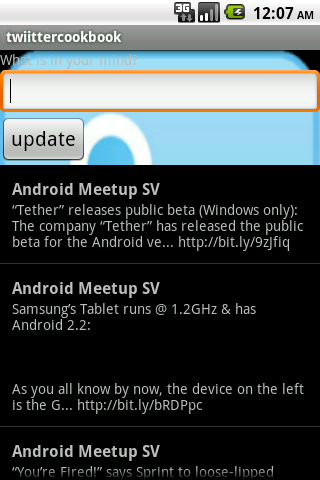 3G 12:07 AM
twiittercookbook
What is in your mind?
update
Android Meetup SV
“Tether” releases public beta (Windows only):
The company “Tether” has released the public
beta for the Android ve... http://bit.ly/9zJfiq
Android Meetup SV
Samsung’s Tablet runs @ 1.2GHz & has
Android 2.2:
As you all know by now, the device on the left
is the G... http://bit.ly/bRDPpc
Android Meetup SV
“You’re Fired!” says Sprint to loose-lipped